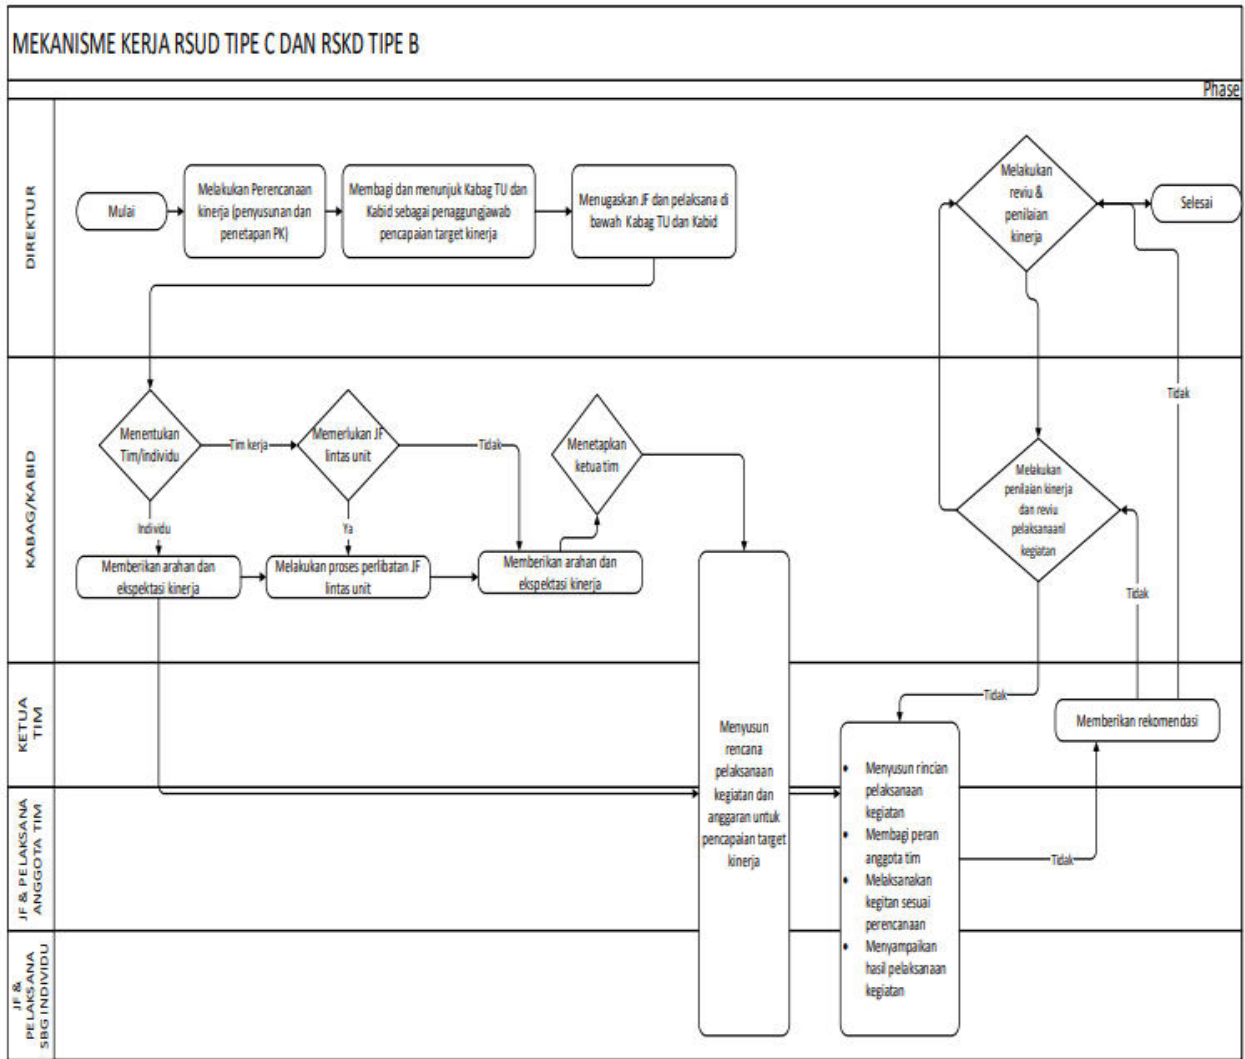 MEKANISME KERJA RSUD TIPE C DAN RSKD TIPE B
Phase
DIREKTUR
Mulai
Melakukan Perencanaan
kinerja (penyusunan dan
penetapan PK)
Membagi dan menunjuk Kabag TU dan
Kabid sebagai penaggungjawab
pencapaian target kinerja
Menugaskan JF dan pelaksana di
bawah Kabag TU dan Kabid
Melakukan
reviu &
penilaian
kinerja
Selesai
KABAG/KABID
Menentukan
Tim/individu
Tim kerja
Memerlukan JF
lintas unit
Tidak
Menetapkan
ketua tim
Individu
Ya
Memberikan arahan dan
ekspektasi kinerja
Melakukan proses perlibatan JF
lintas unit
Memberikan arahan dan
ekspektasi kinerja
Melakukan
penilaian kinerja
dan reviu
pelaksanaanl
kegiatan
Tidak
Tidak
KETUA
TIM
Tidak
Memberikan rekomendasi
Menyusun
rencana
pelaksanaan
kegiatan dan
anggaran untuk
pencapaian target
kinerja
• Menyusun rincian
pelaksanaan
kegiatan
• Membagi peran
anggota tim
• Melaksanakan
kegitan sesuai
perencanaan
• Menyampaikan
hasil pelaksanaan
kegiatan
Tidak
JF & PELAKSANA
ANGGOTA TIM
JF &
PELAKSANA
SBG INDIVIDU